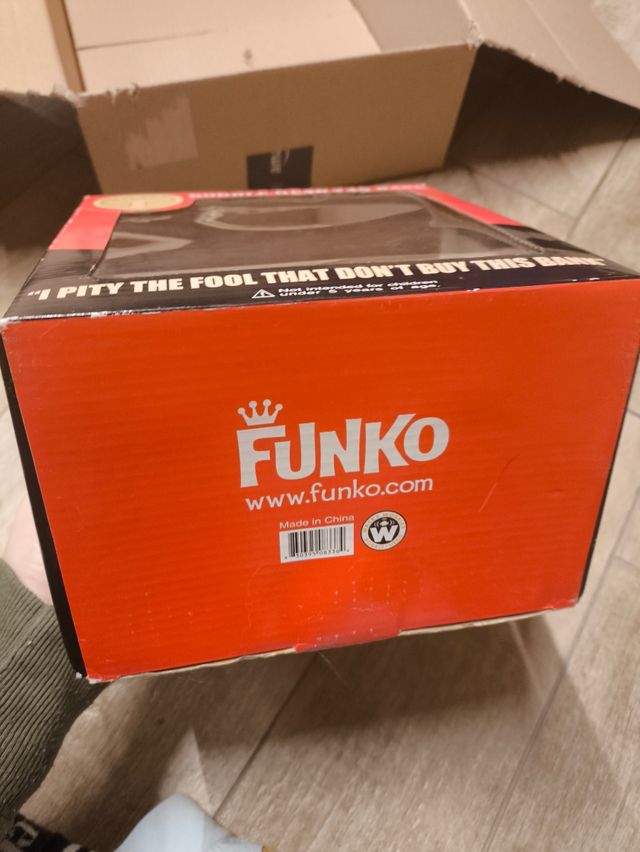 "I PITY THE FOOL THAT DON'T BUY THIS BANK"
Not intended for children
under 5 years of age.
FUNKO
www.funko.com
Made in China
W